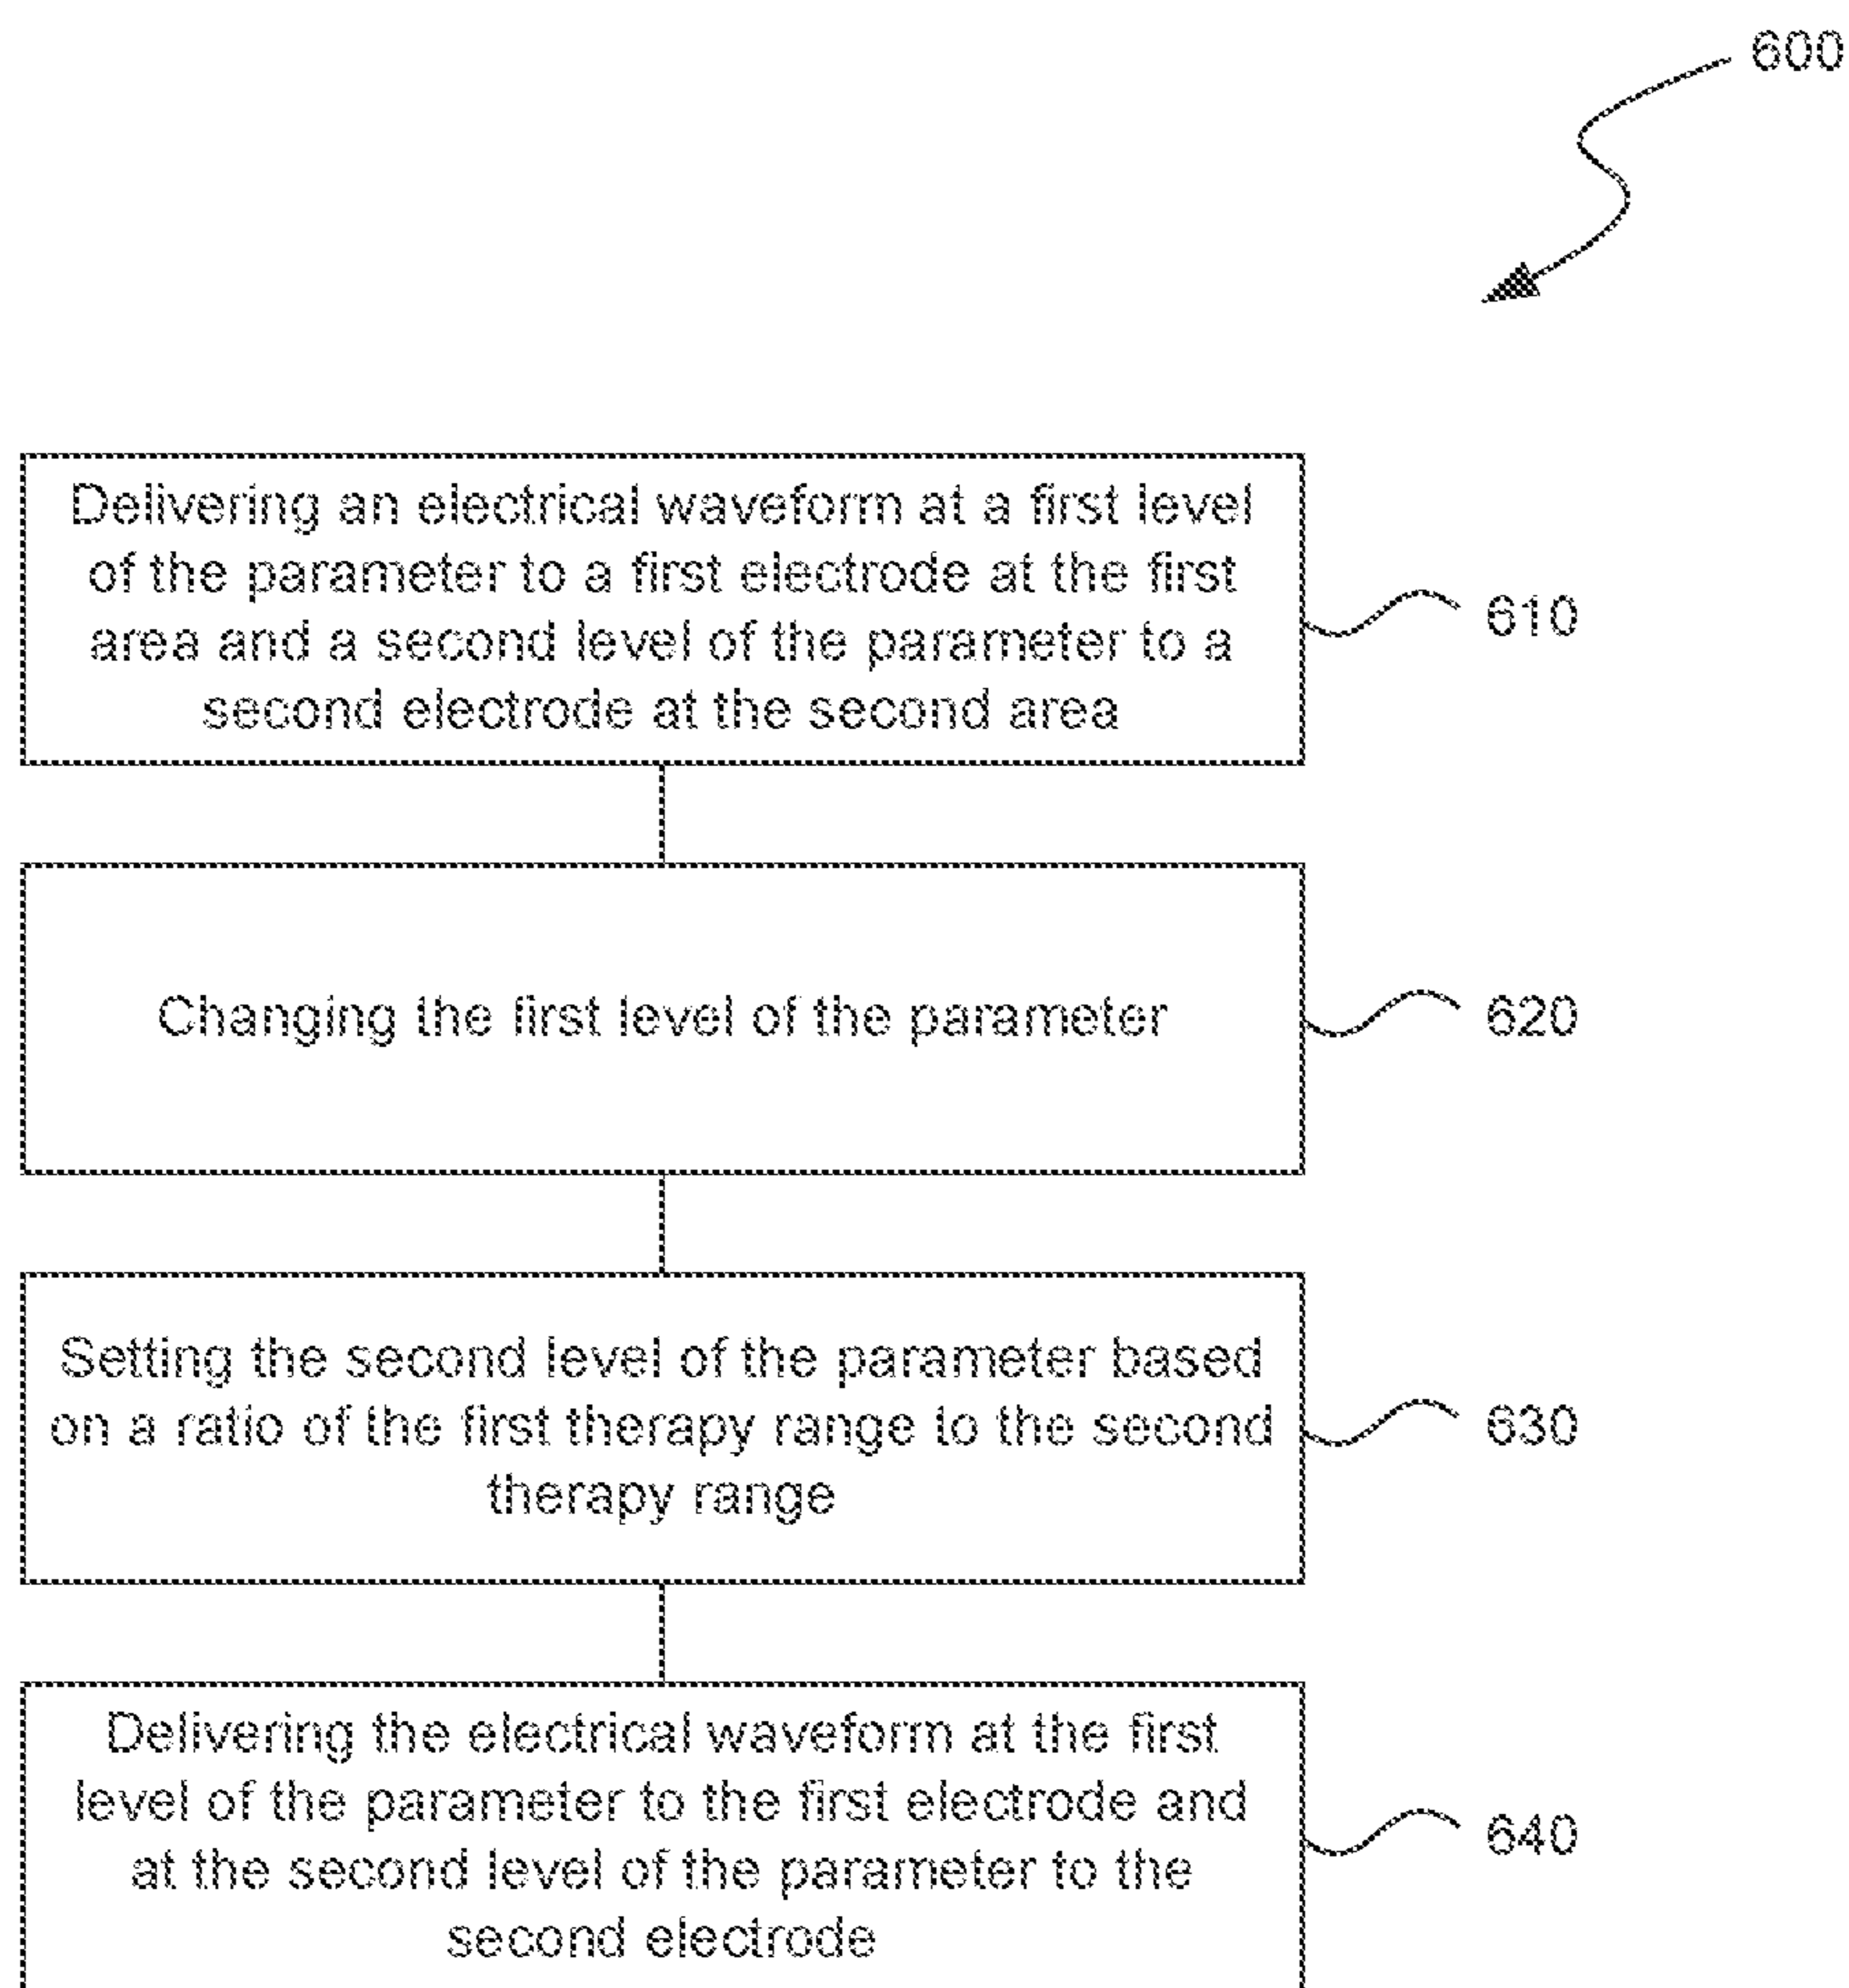 600
Delivering an electrical waveform at a first level
of the parameter to a first electrode at the first
area and a second level of the parameter to a
second electrode at the second area
610
Changing the first level of the parameter
620
Setting the second level of the parameter based
on a ratio of the first therapy range to the second
therapy range
630
Delivering the electrical waveform at the first
level of the parameter to the first electrode and
at the second level of the parameter to the
second electrode
640